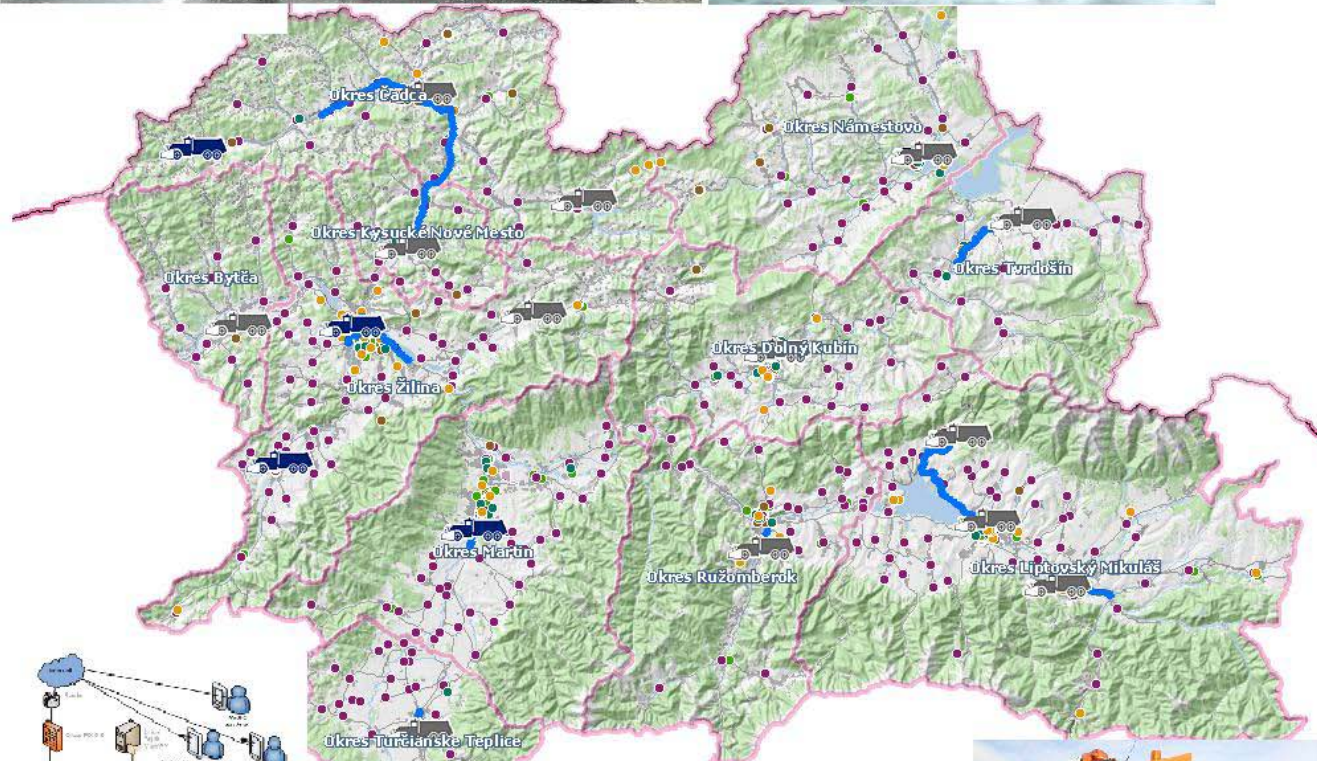 Okres Čadca
Okres Námestovo
Okres Kysucké Nové Mesto
Okres Bytča
Okres Tvrdošín
Okres Dolný Kubín
Okres Žilina
Okres Martin
Okres Ružomberok
Okres Liptovský Mikuláš
Okres Turčianske Teplice